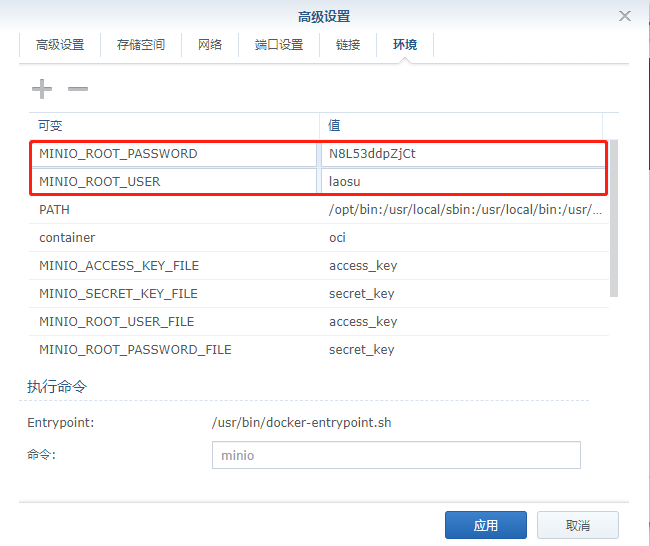 高级设置
高级设置 存储空间 网络 端口设置 链接 环境
可变 值
MINIO_ROOT_PASSWORD N8L53ddpZjCt
MINIO_ROOT_USER laosu
PATH /opt/bin:/usr/local/sbin:/usr/local/bin:/usr/...
container oci
MINIO_ACCESS_KEY_FILE access_key
MINIO_SECRET_KEY_FILE secret_key
MINIO_ROOT_USER_FILE access_key
MINIO_ROOT_PASSWORD_FILE secret_key
执行命令
Entrypoint: /usr/bin/docker-entrypoint.sh
命令: minio
应用 取消